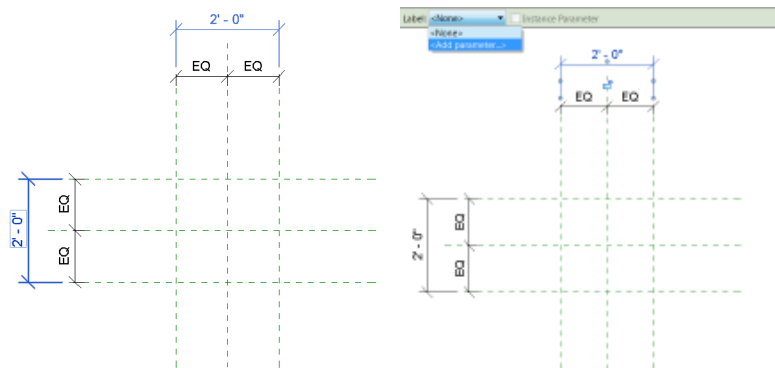 2' - 0"
EQ EQ
2' - 0"
EQ
EQ
Label: <None> Instance Parameter
<None>
<Add parameter...>
2' - 0"
EQ EQ
2' - 0"
EQ
EQ